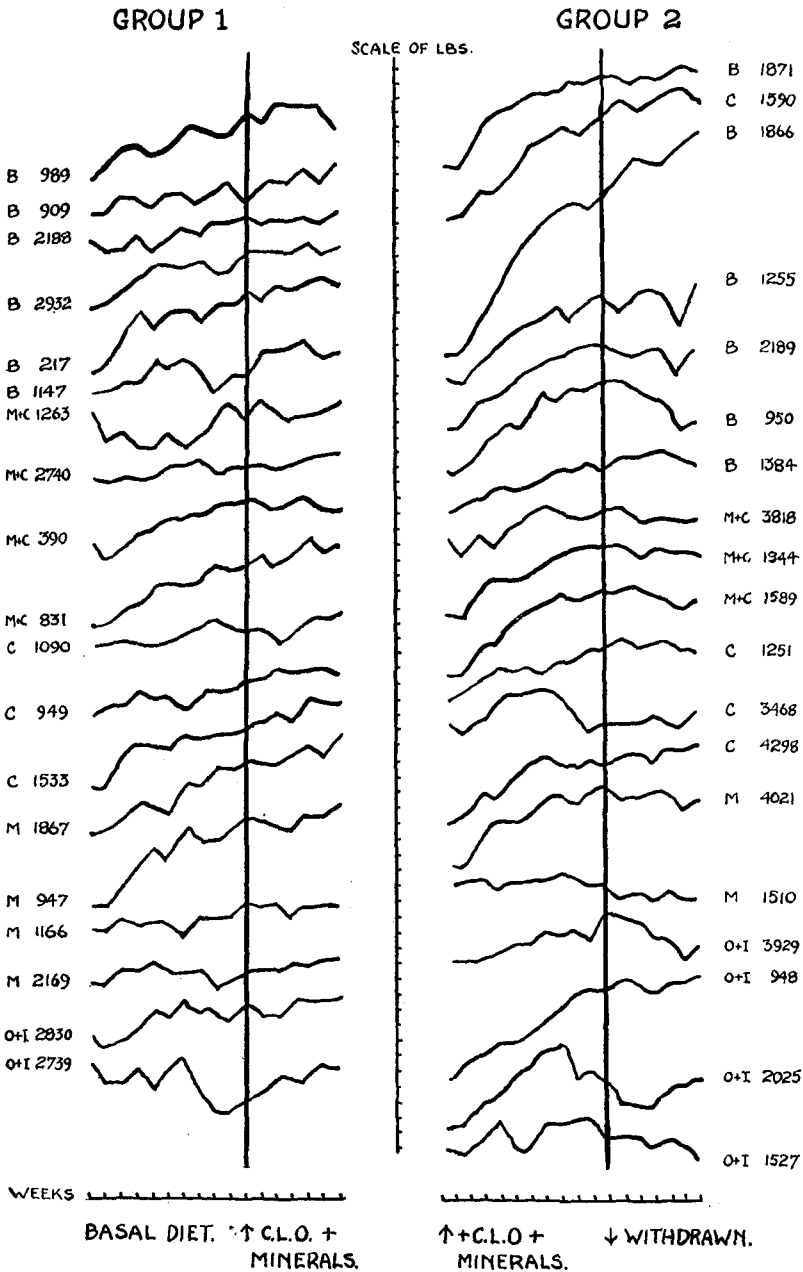 GROUP 1
GROUP 2
SCALE OF LBS.
B 989
B 909
B 2188
B 2932
B 217
B 1147
M+C 1263
M+C 2740
M+C 390
M+C 831
C 1090
C 949
C 1533
M 1867
M 947
M 1166
M 2169
O+I 2830
O+I 2739
B 1871
C 1590
B 1866
B 1255
B 2189
B 950
B 1384
M+C 3818
M+C 1344
M+C 1589
C 1251
C 3468
C 4298
M 4021
M 1510
O+I 3929
O+I 948
O+I 2025
O+I 1527
WEEKS
BASAL DIET. ↑ C.L.O. +
MINERALS.
↑ + C.L.O +
MINERALS.
↓ WITHDRAWN.